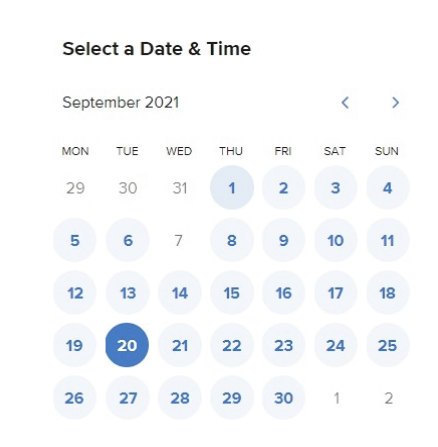 Select a Date & Time
September 2021
MON TUE WED THU FRI SAT SUN
29 30 31 1 2 3 4
5 6 7 8 9 10 11
12 13 14 15 16 17 18
19 20 21 22 23 24 25
26 27 28 29 30 1 2